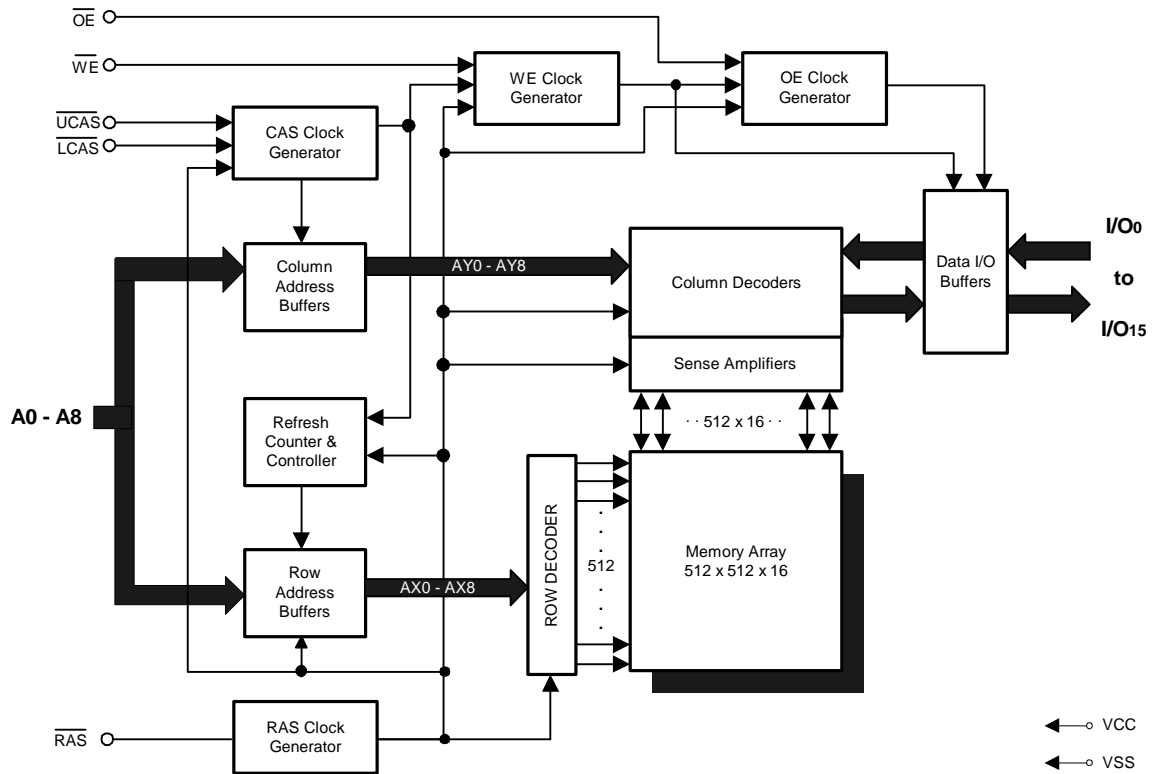 OE
WE
UCAS
LCAS
WE Clock
Generator
OE Clock
Generator
CAS Clock
Generator
Column
Address
Buffers
AY0 - AY8
Column Decoders
Data I/O
Buffers
I/O0
to
I/O15
Sense Amplifiers
A0 - A8
Refresh
Counter &
Controller
· · 512 x 16 · ·
ROW DECODER
512
Memory Array
512 x 512 x 16
Row
Address
Buffers
AX0 - AX8
RAS
RAS Clock
Generator
VCC
VSS